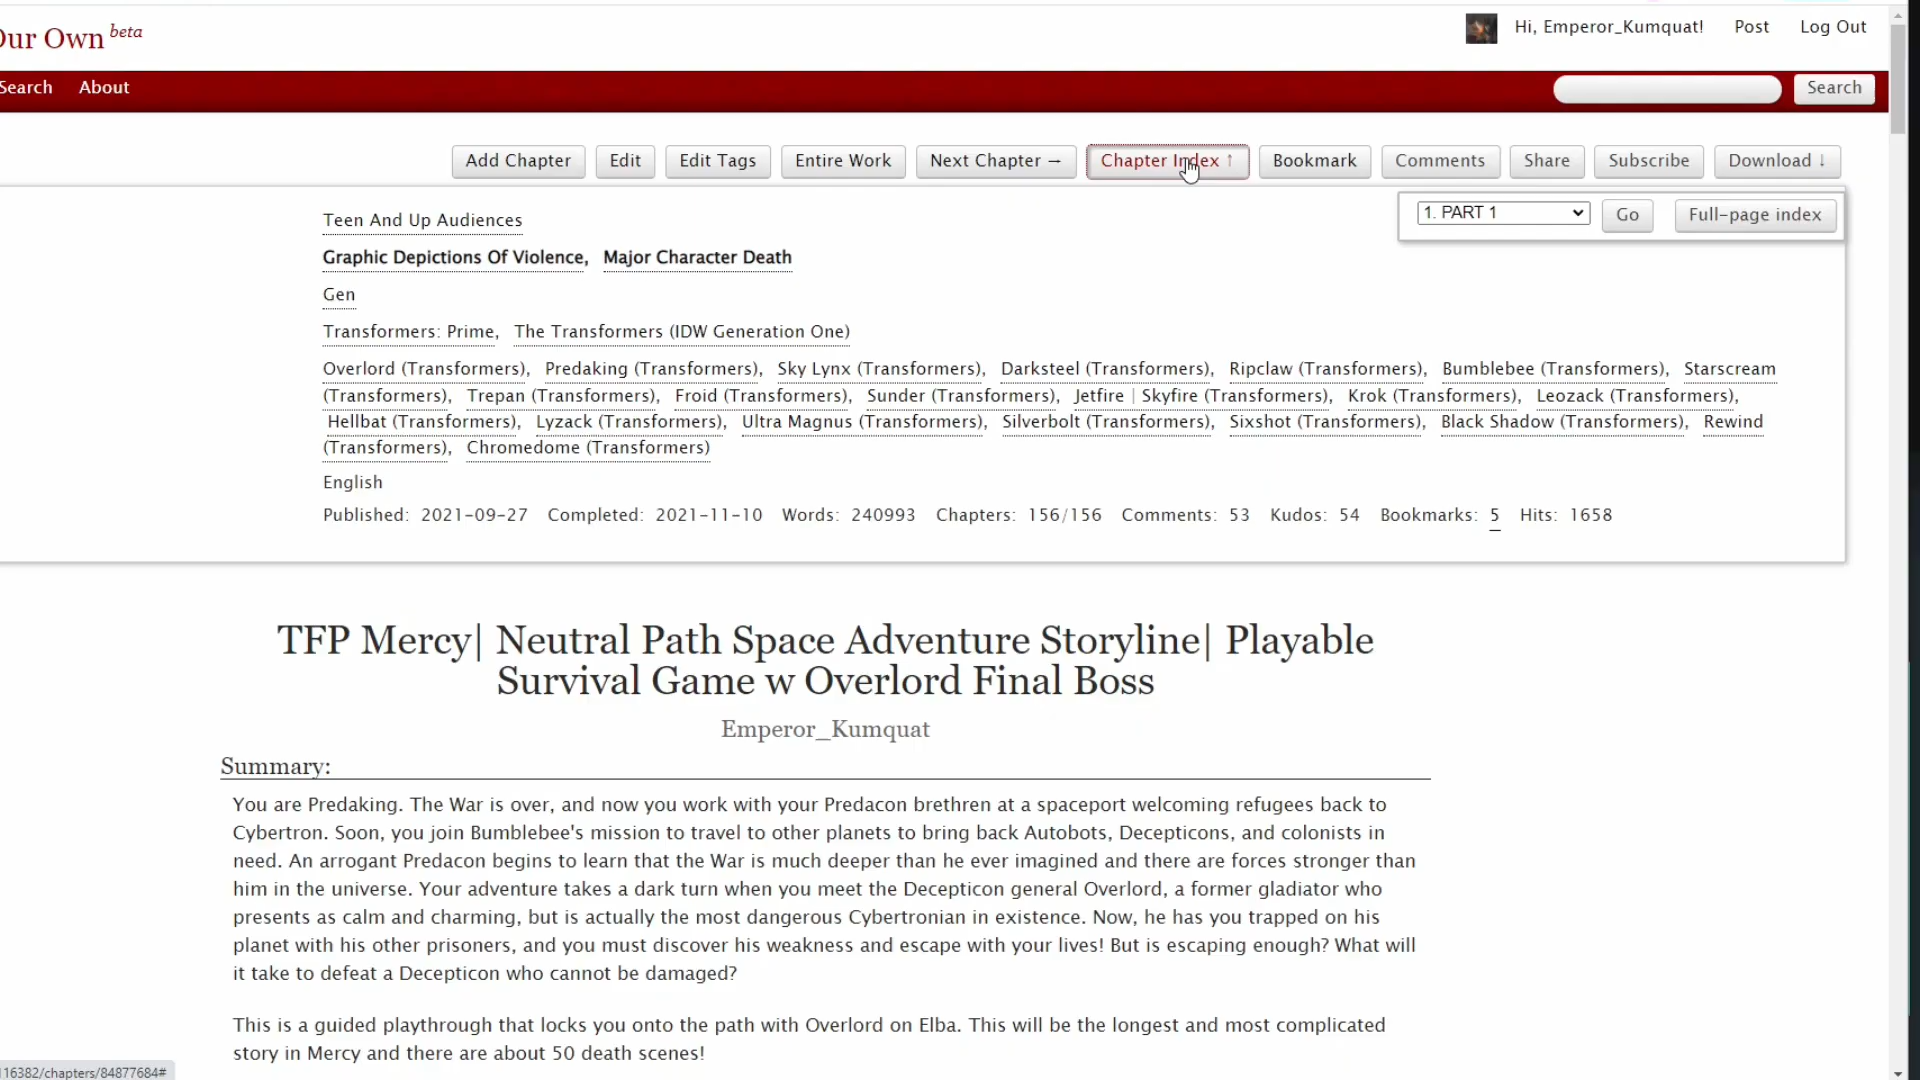 Our Own beta
Hi, Emperor_Kumquat! Post Log Out
Search About Search
Add Chapter Edit Edit Tags Entire Work Next Chapter → Chapter Index ↑ Bookmark Comments Share Subscribe Download ↓
1. PART 1 Go Full-page index
Teen And Up Audiences
Graphic Depictions Of Violence, Major Character Death
Gen
Transformers: Prime, The Transformers (IDW Generation One)
Overlord (Transformers), Predaking (Transformers), Sky Lynx (Transformers), Darksteel (Transformers), Ripclaw (Transformers), Bumblebee (Transformers), Starscream
(Transformers), Trepan (Transformers), Froid (Transformers), Sunder (Transformers), Jetfire | Skyfire (Transformers), Krok (Transformers), Leozack (Transformers),
Hellbat (Transformers), Lyzack (Transformers), Ultra Magnus (Transformers), Silverbolt (Transformers), Sixshot (Transformers), Black Shadow (Transformers), Rewind
(Transformers), Chromedome (Transformers)
English
Published: 2021-09-27 Completed: 2021-11-10 Words: 240993 Chapters: 156/156 Comments: 53 Kudos: 54 Bookmarks: 5 Hits: 1658
TFP Mercy| Neutral Path Space Adventure Storyline| Playable
Survival Game w Overlord Final Boss
Emperor_Kumquat
Summary:
You are Predaking. The War is over, and now you work with your Predacon brethren at a spaceport welcoming refugees back to
Cybertron. Soon, you join Bumblebee's mission to travel to other planets to bring back Autobots, Decepticons, and colonists in
need. An arrogant Predacon begins to learn that the War is much deeper than he ever imagined and there are forces stronger than
him in the universe. Your adventure takes a dark turn when you meet the Decepticon general Overlord, a former gladiator who
presents as calm and charming, but is actually the most dangerous Cybertronian in existence. Now, he has you trapped on his
planet with his other prisoners, and you must discover his weakness and escape with your lives! But is escaping enough? What will
it take to defeat a Decepticon who cannot be damaged?
This is a guided playthrough that locks you onto the path with Overlord on Elba. This will be the longest and most complicated
story in Mercy and there are about 50 death scenes!
116382/chapters/84877684#